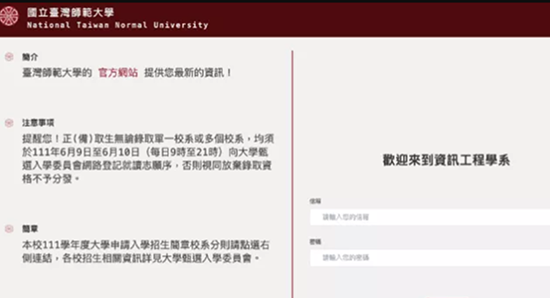 國立臺灣師範大學
National Taiwan Normal University
簡介
臺灣師範大學的 官方網站 提供您最新的資訊！
注意事項
提醒您！正(備)取生無論錄取單一校系或多個校系，均須
於111年6月9日至6月10日（每日9時至21時）向大學甄
選入學委員會網路登記就讀志願序，否則視同放棄錄取資
格不予分發。
簡章
本校111學年度大學申請入學招生簡章校系分則請點選右
側連結，各校招生相關資訊詳見大學甄選入學委員會。
歡迎來到資訊工程學系
信箱
請輸入您的信箱
密碼
請輸入您的密碼